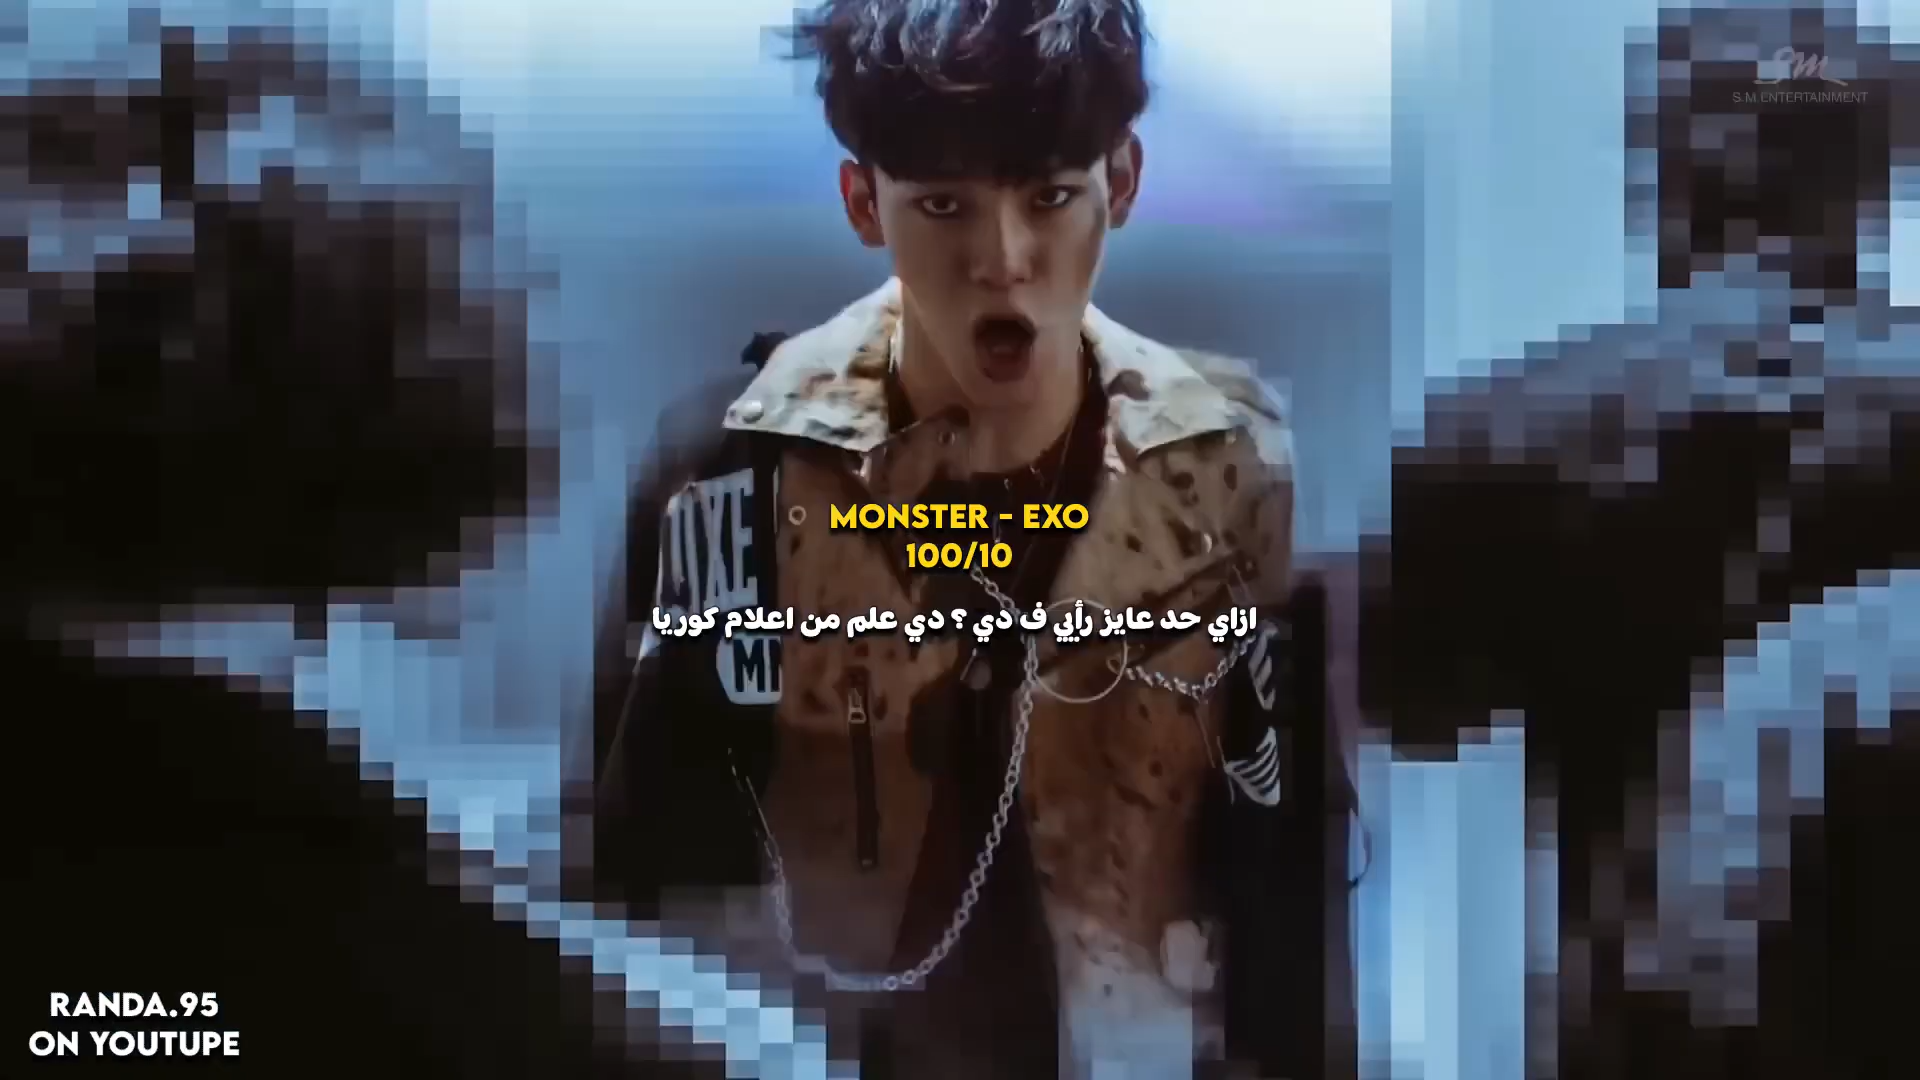 S.M.ENTERTAINMENT
UXE
MONSTER - EXO
100/10
ازاي حد عايز رأيي ف دي ؟ دي علم من اعلام كوريا
RANDA.95
ON YOUTUPE